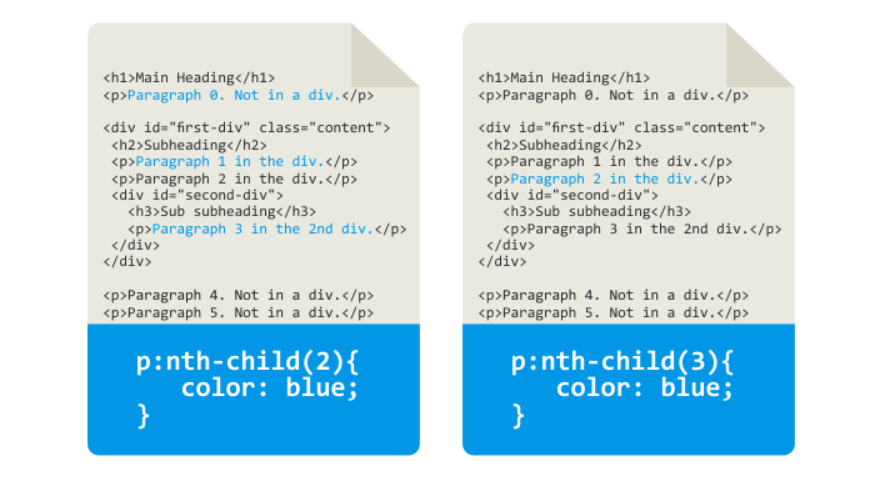 <h1>Main Heading</h1>
<p>Paragraph 0. Not in a div.</p>
<div id="first-div" class="content">
<h2>Subheading</h2>
<p>Paragraph 1 in the div.</p>
<p>Paragraph 2 in the div.</p>
<div id="second-div">
<h3>Sub subheading</h3>
<p>Paragraph 3 in the 2nd div.</p>
</div>
</div>
<p>Paragraph 4. Not in a div.</p>
<p>Paragraph 5. Not in a div.</p>
p:nth-child(2){
color: blue;
}
<h1>Main Heading</h1>
<p>Paragraph 0. Not in a div.</p>
<div id="first-div" class="content">
<h2>Subheading</h2>
<p>Paragraph 1 in the div.</p>
<p>Paragraph 2 in the div.</p>
<div id="second-div">
<h3>Sub subheading</h3>
<p>Paragraph 3 in the 2nd div.</p>
</div>
</div>
<p>Paragraph 4. Not in a div.</p>
<p>Paragraph 5. Not in a div.</p>
p:nth-child(3){
color: blue;
}